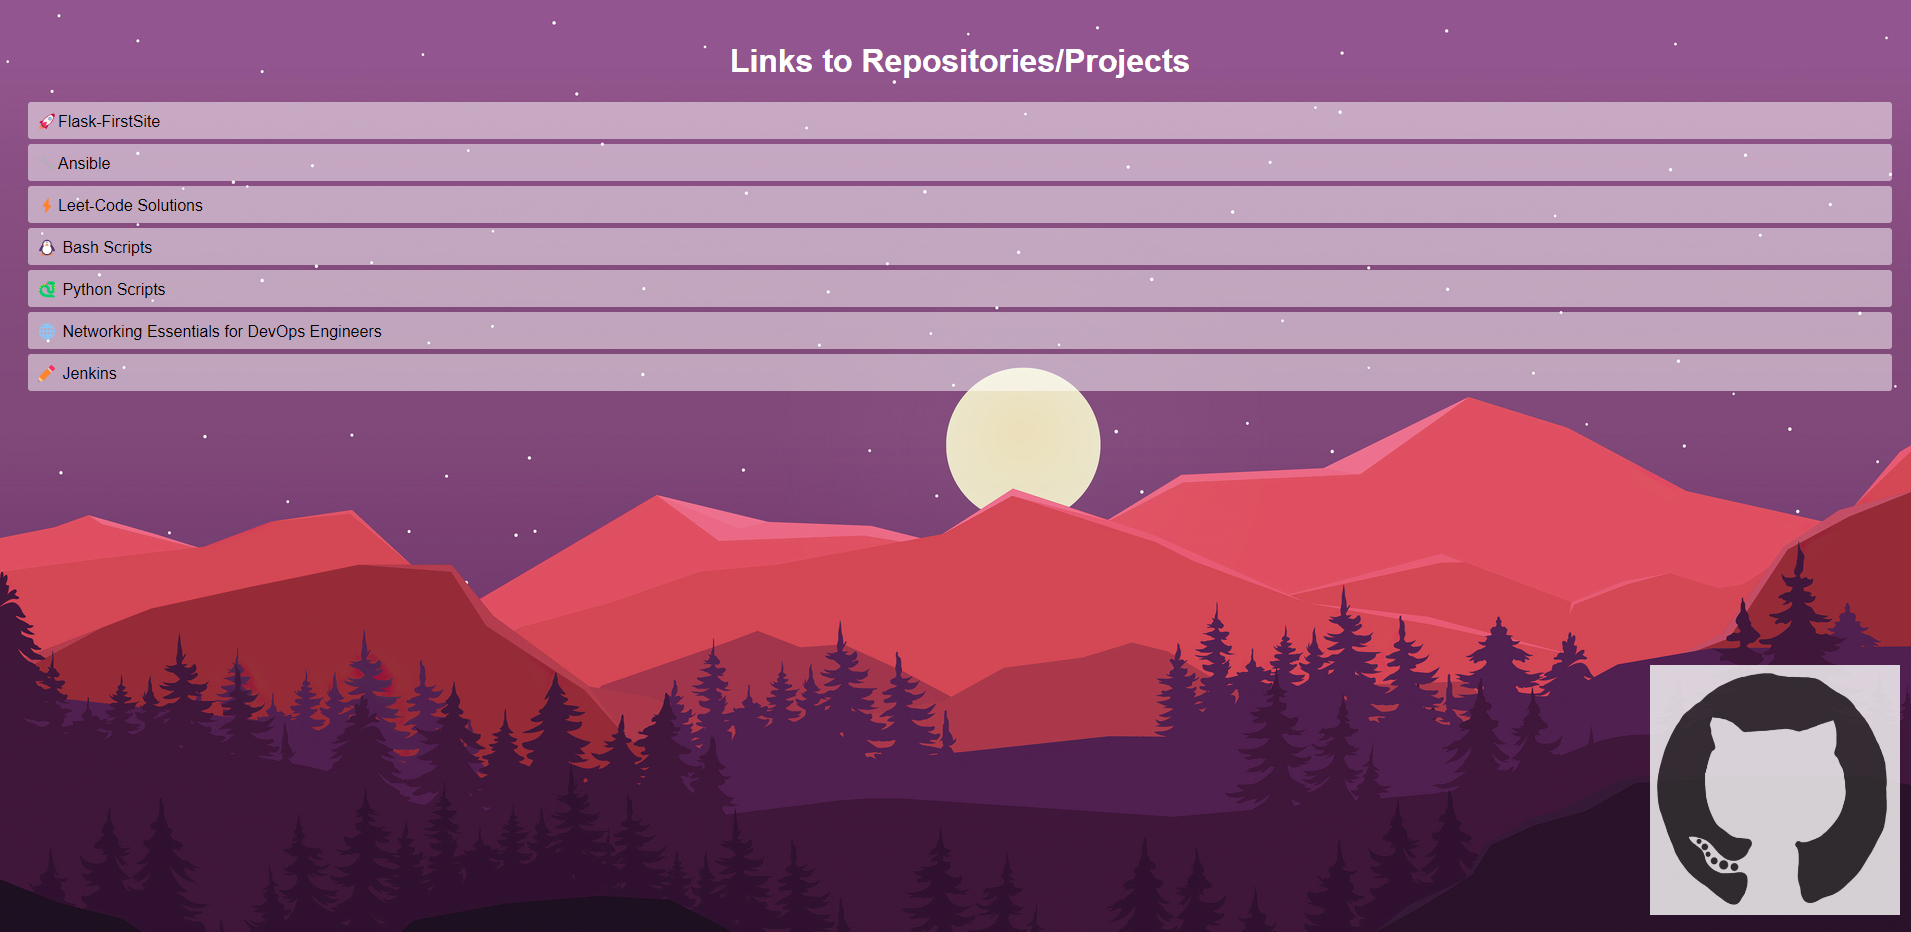 Links to Repositories/Projects
🚀Flask-FirstSite
Ansible
⚡Leet-Code Solutions
🐧 Bash Scripts
🐉 Python Scripts
🌐 Networking Essentials for DevOps Engineers
🖍️ Jenkins